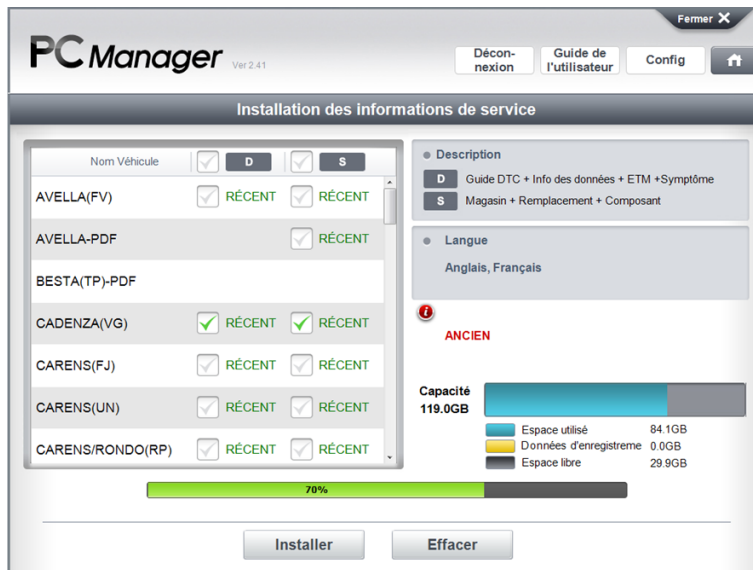 Fermer X
PC Manager Ver 2.41
Décon-
nexion
Guide de
l'utilisateur
Config
Installation des informations de service
Nom Véhicule D S
AVELLA(FV) RÉCENT RÉCENT
AVELLA-PDF RÉCENT
BESTA(TP)-PDF
CADENZA(VG) RÉCENT RÉCENT
CARENS(FJ) RÉCENT RÉCENT
CARENS(UN) RÉCENT RÉCENT
CARENS/RONDO(RP) RÉCENT RÉCENT
Description
D Guide DTC + Info des données + ETM +Symptôme
S Magasin + Remplacement + Composant
Langue
Anglais, Français
ANCIEN
Capacité
119.0GB
Espace utilisé 84.1GB
Données d'enregistreme 0.0GB
Espace libre 29.9GB
70%
Installer Effacer